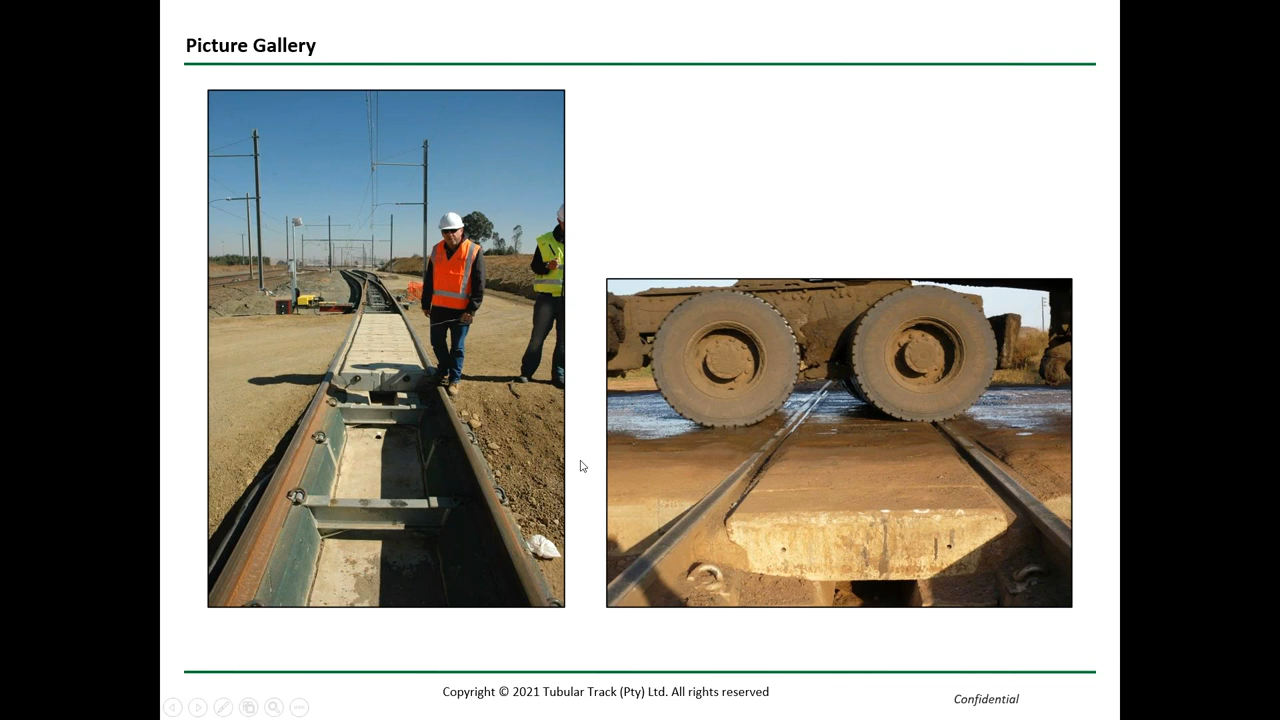 Picture Gallery
Copyright © 2021 Tubular Track (Pty) Ltd. All rights reserved
Confidential